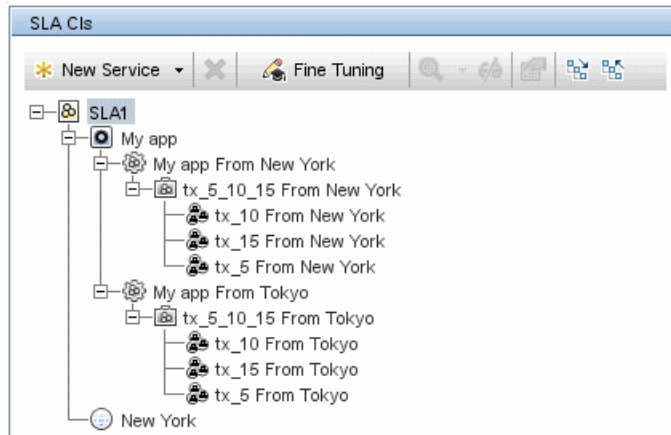 SLA CIs
New Service Fine Tuning
SLA1
My app
My app From New York
tx_5_10_15 From New York
tx_10 From New York
tx_15 From New York
tx_5 From New York
My app From Tokyo
tx_5_10_15 From Tokyo
tx_10 From Tokyo
tx_15 From Tokyo
tx_5 From Tokyo
New York